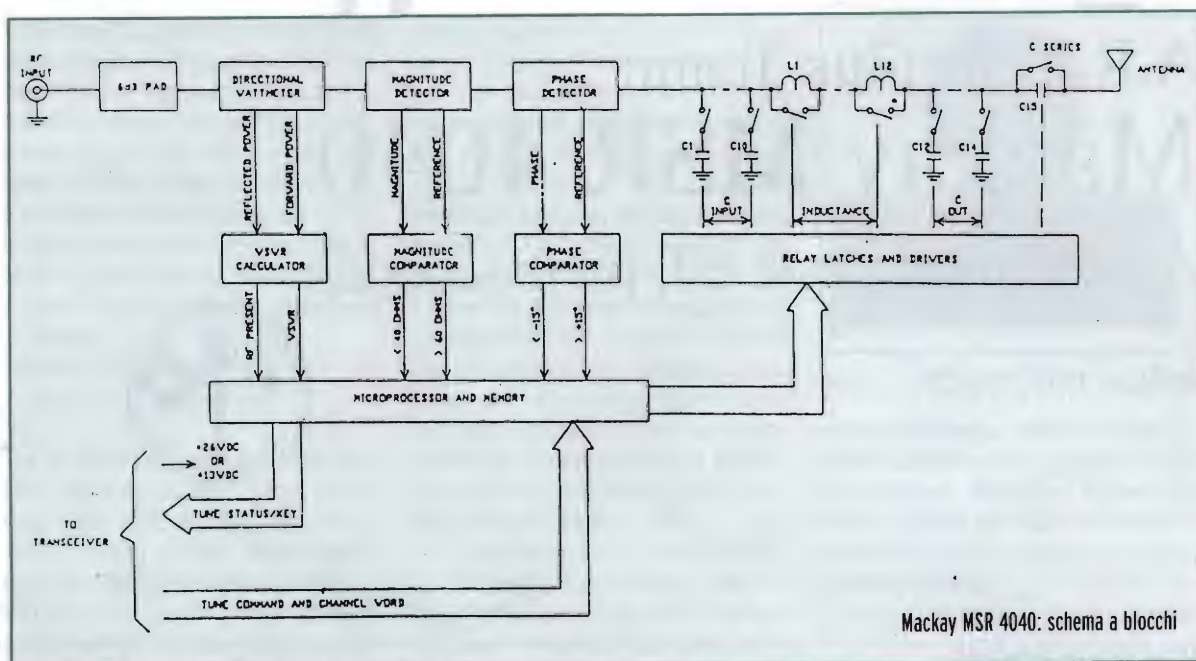 RF
INPUT
6dB PAD
DIRECTIONAL
WATTMETER
MAGNITUDE
DETECTOR
PHASE
DETECTOR
L1
L12
C SERIES
ANTENNA
C15
C1
C10
C12
C14
REFLECTED POWER
FORWARD POWER
MAGNITUDE
REFERENCE
PHASE
REFERENCE
C
INPUT
INDUCTANCE
C
OUT
VSWR
CALCULATOR
MAGNITUDE
COMPARATOR
PHASE
COMPARATOR
RELAY LATCHES AND DRIVERS
RF PRESENT
VSWR
< 40 OHMS
> 60 OHMS
< -15°
> +15°
MICROPROCESSOR AND MEMORY
+26VDC
OR
+13VDC
TUNE STATUS/KEY
TO
TRANSCEIVER
TUNE COMMAND AND CHANNEL WORD
Mackay MSR 4040: schema a blocchi